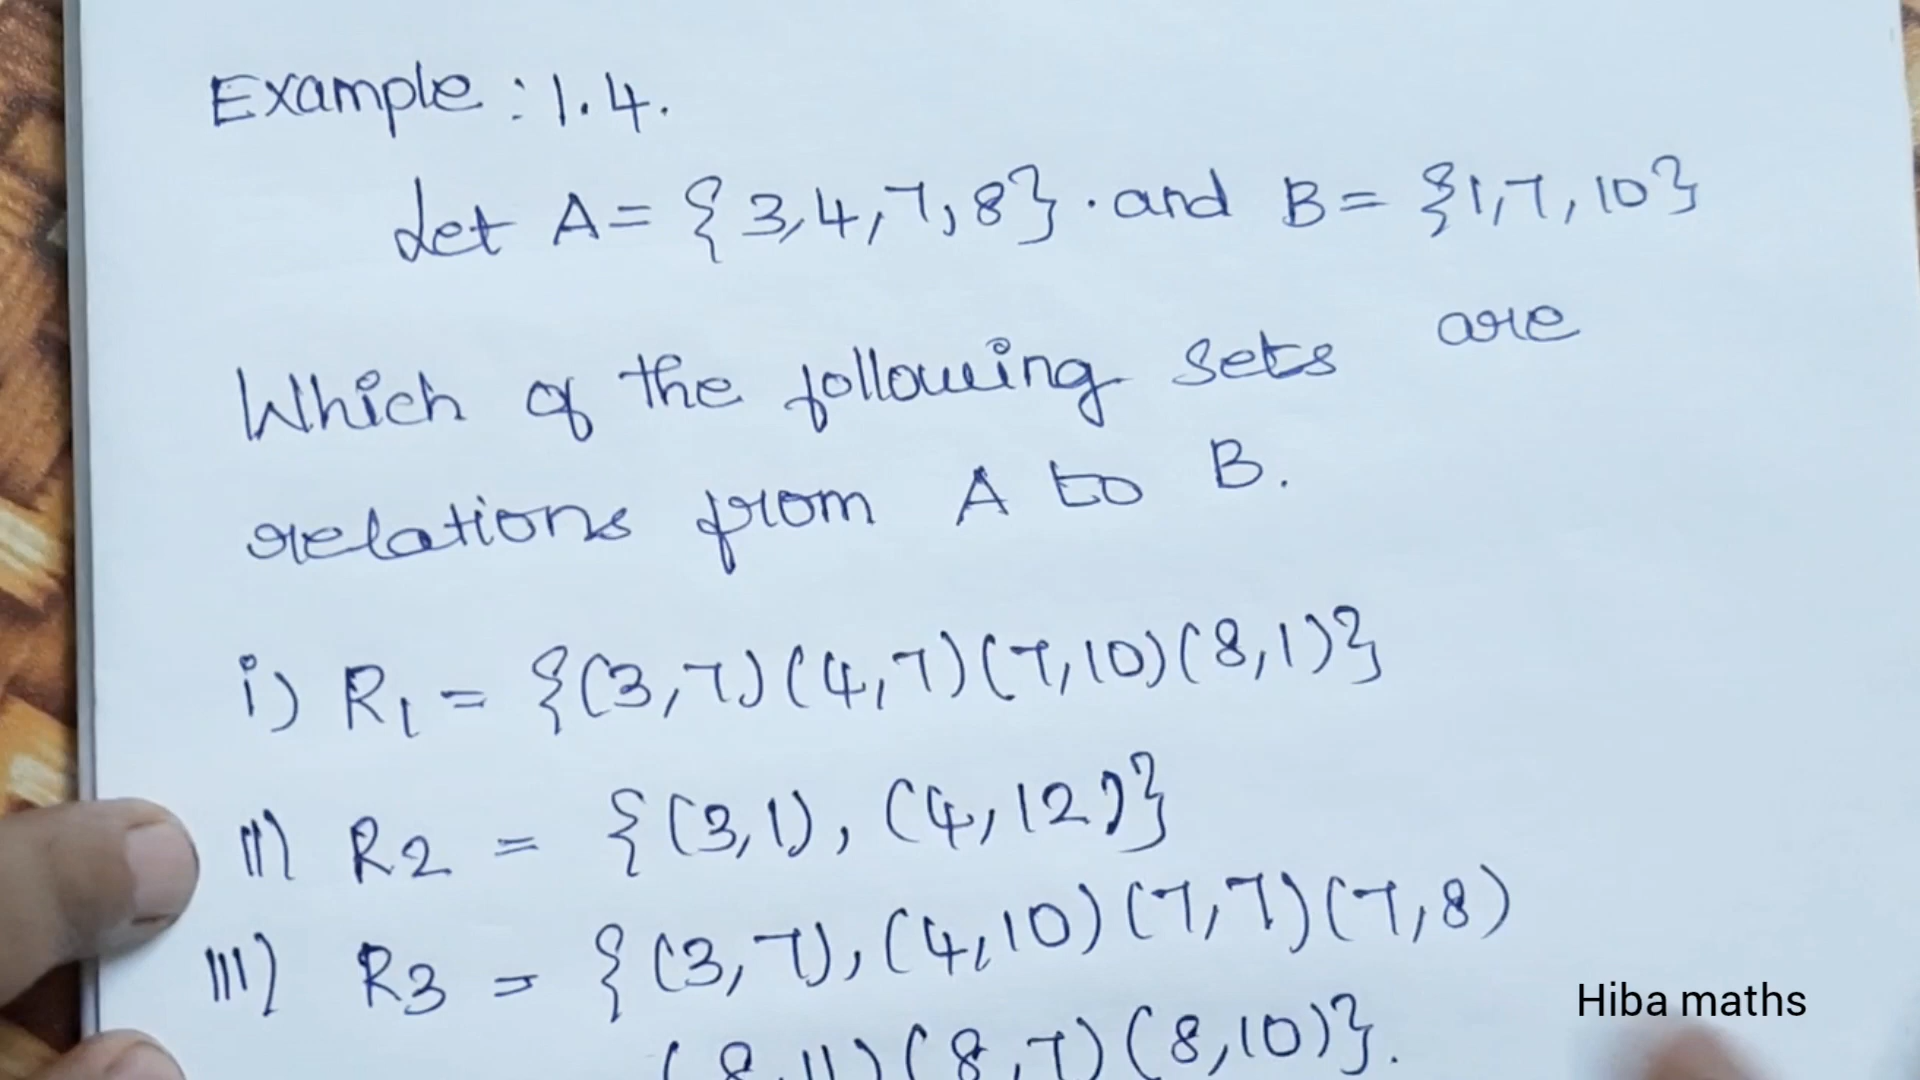 Example : 1.4.
Let A = {3,4,7,8} . and B = {1,7,10}
Which of the following sets are
relations from A to B.
i) R1 = {(3,7)(4,7)(7,10)(8,1)}
ii) R2 = {(3,1), (4,12)}
iii) R3 = {(3,7), (4,10)(7,7)(7,8)
(8,11)(8,7)(8,10)}.
Hiba maths